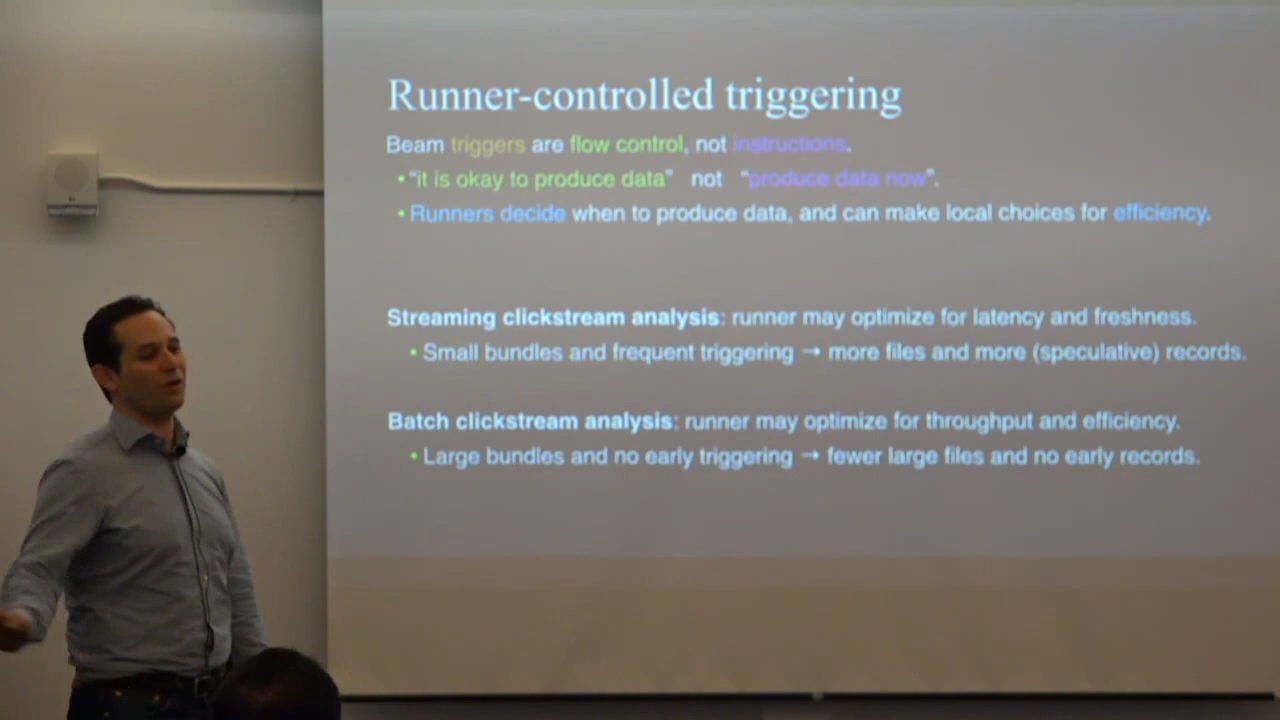 Runner-controlled triggering
Beam triggers are flow control, not instructions.
•“it is okay to produce data” not “produce data now”.
•Runners decide when to produce data, and can make local choices for efficiency.
Streaming clickstream analysis: runner may optimize for latency and freshness.
• Small bundles and frequent triggering → more files and more (speculative) records.
Batch clickstream analysis: runner may optimize for throughput and efficiency.
• Large bundles and no early triggering → fewer large files and no early records.